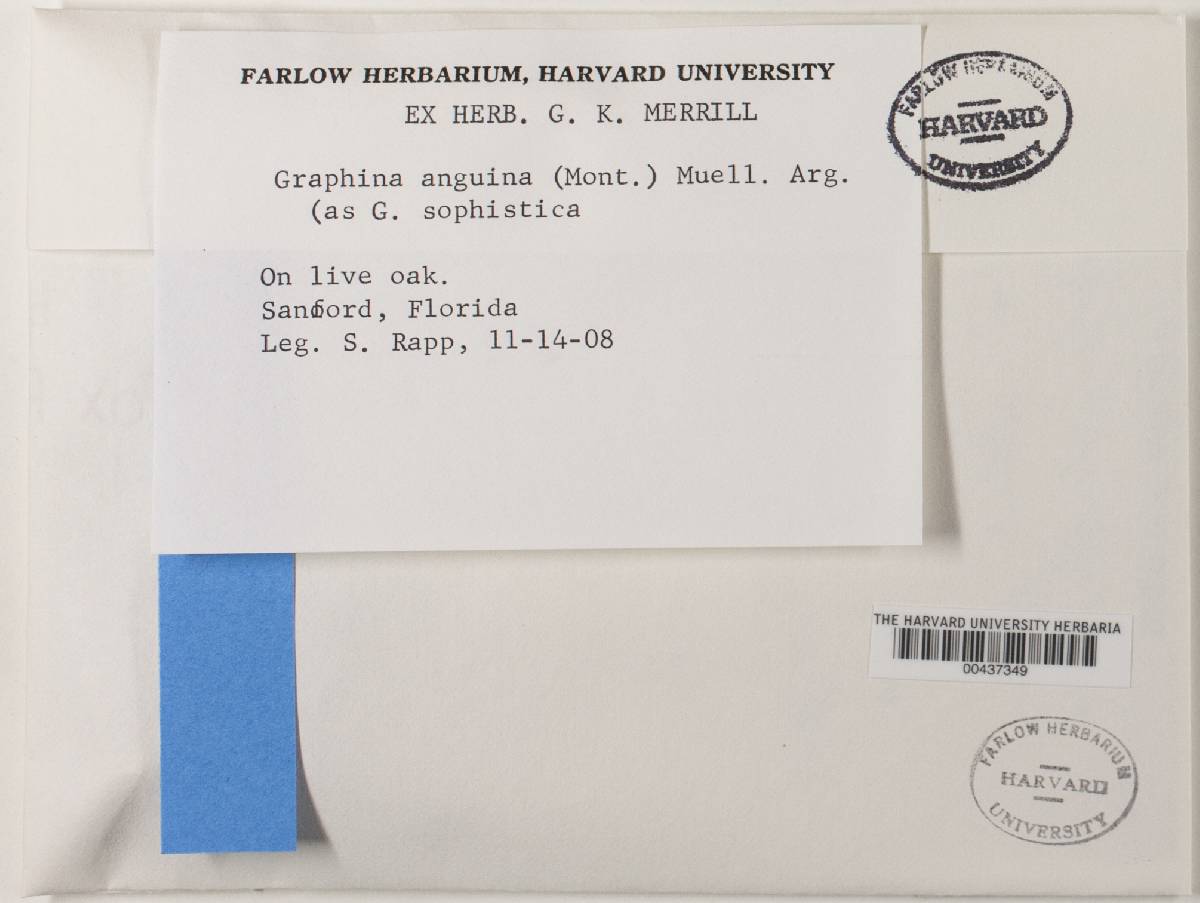 FARLOW HERBARIUM, HARVARD UNIVERSITY
EX HERB. G. K. MERRILL
Graphina anguina (Mont.) Muell. Arg.
(as G. sophistica
On live oak.
Sanford, Florida
Leg. S. Rapp, 11-14-08
FARLOW HERBARIUM
HARVARD
UNIVERSITY
THE HARVARD UNIVERSITY HERBARIA
00437349
FARLOW HERBARIUM
HARVARD
UNIVERSITY